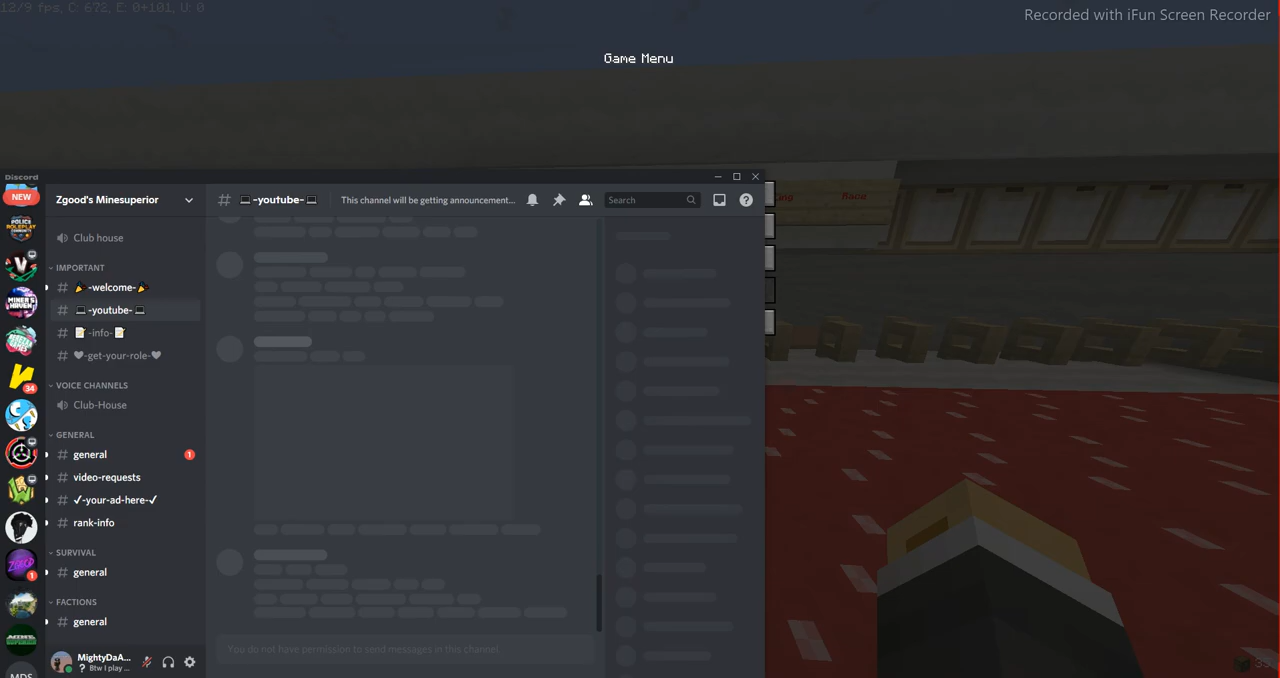 12/9 fps, C: 672, E: 0+101, U: 0
Recorded with iFun Screen Recorder
Game Menu
Discord
NEW
Zgood's Minesuperior
# 💻-youtube-💻
This channel will be getting announcement...
Search
Club house
IMPORTANT
# 🎉-welcome-🎉
# 💻-youtube-💻
# 📝-info-📝
# ♥-get-your-role-♥
VOICE CHANNELS
Club-House
GENERAL
# general 1
# video-requests
# ✓-your-ad-here-✓
# rank-info
SURVIVAL
# general
FACTIONS
# general
34
1
You do not have permission to send messages in this channel.
MightyDaA...
? Btw I play ...
MDS